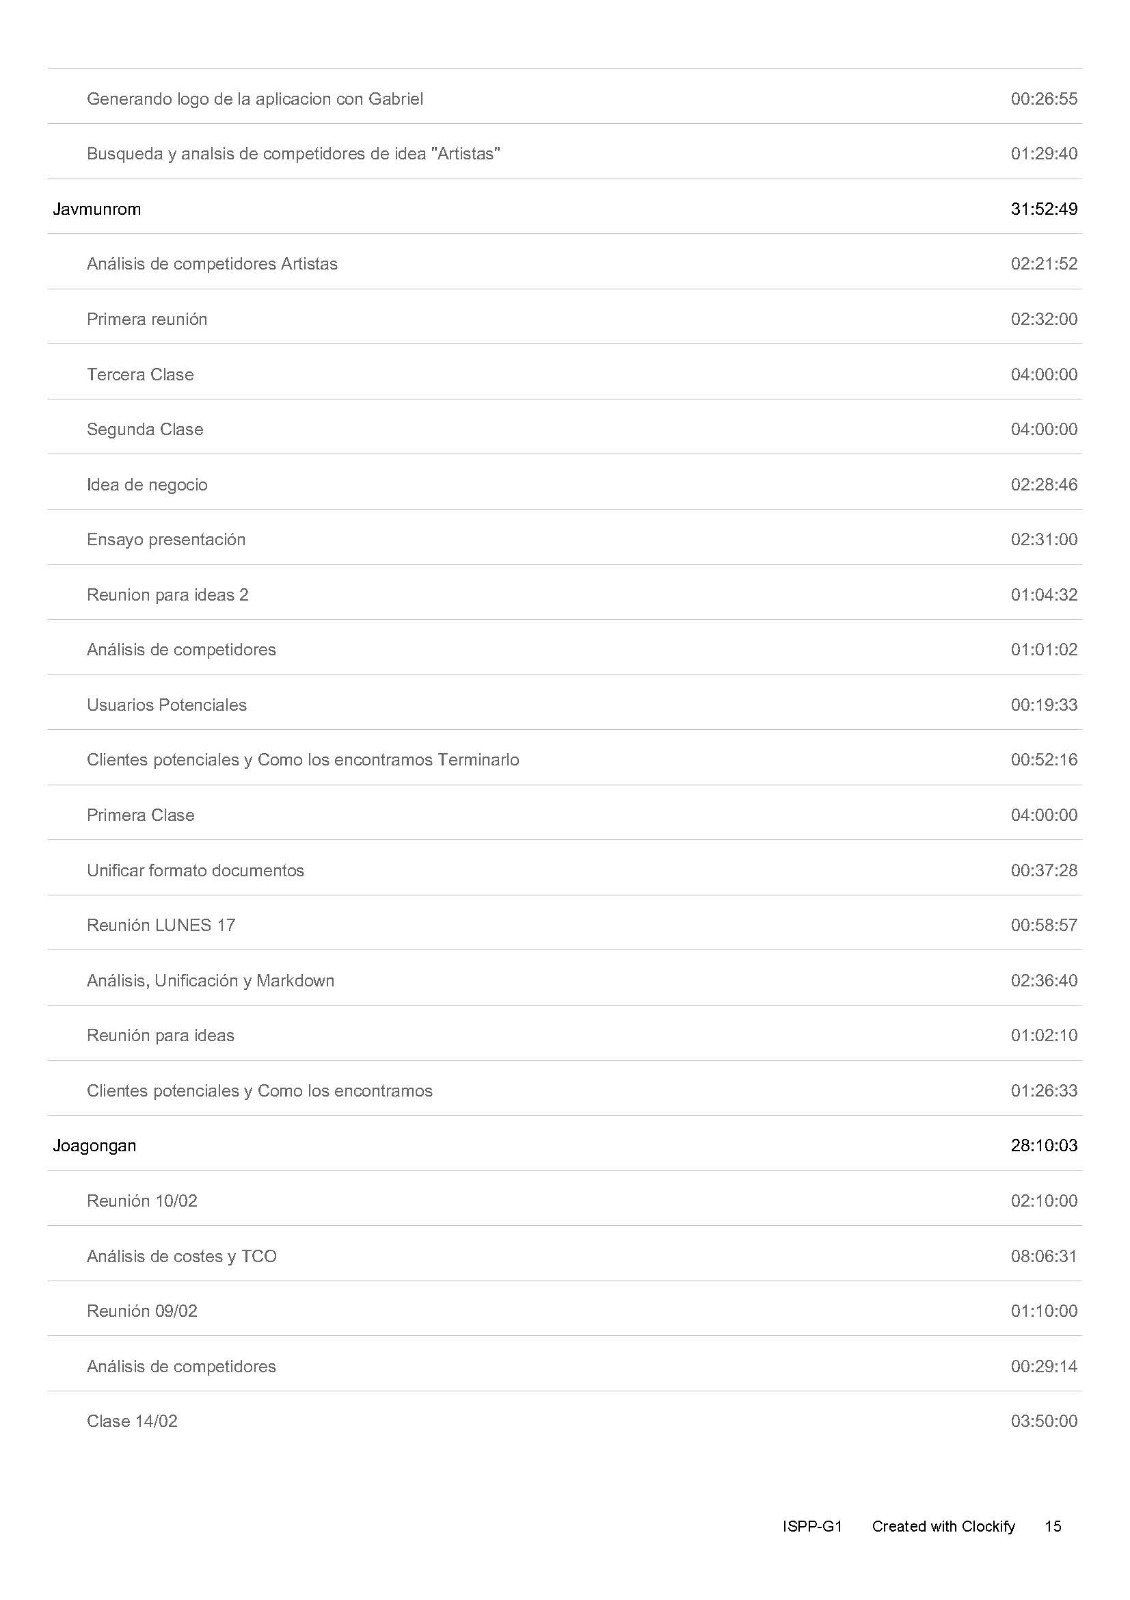 Generando logo de la aplicacion con Gabriel 00:26:55
Busqueda y analsis de competidores de idea "Artistas" 01:29:40
Javmunrom 31:52:49
Análisis de competidores Artistas 02:21:52
Primera reunión 02:32:00
Tercera Clase 04:00:00
Segunda Clase 04:00:00
Idea de negocio 02:28:46
Ensayo presentación 02:31:00
Reunion para ideas 2 01:04:32
Análisis de competidores 01:01:02
Usuarios Potenciales 00:19:33
Clientes potenciales y Como los encontramos Terminarlo 00:52:16
Primera Clase 04:00:00
Unificar formato documentos 00:37:28
Reunión LUNES 17 00:58:57
Análisis, Unificación y Markdown 02:36:40
Reunión para ideas 01:02:10
Clientes potenciales y Como los encontramos 01:26:33
Joagongan 28:10:03
Reunión 10/02 02:10:00
Análisis de costes y TCO 08:06:31
Reunión 09/02 01:10:00
Análisis de competidores 00:29:14
Clase 14/02 03:50:00
ISPP-G1 Created with Clockify 15